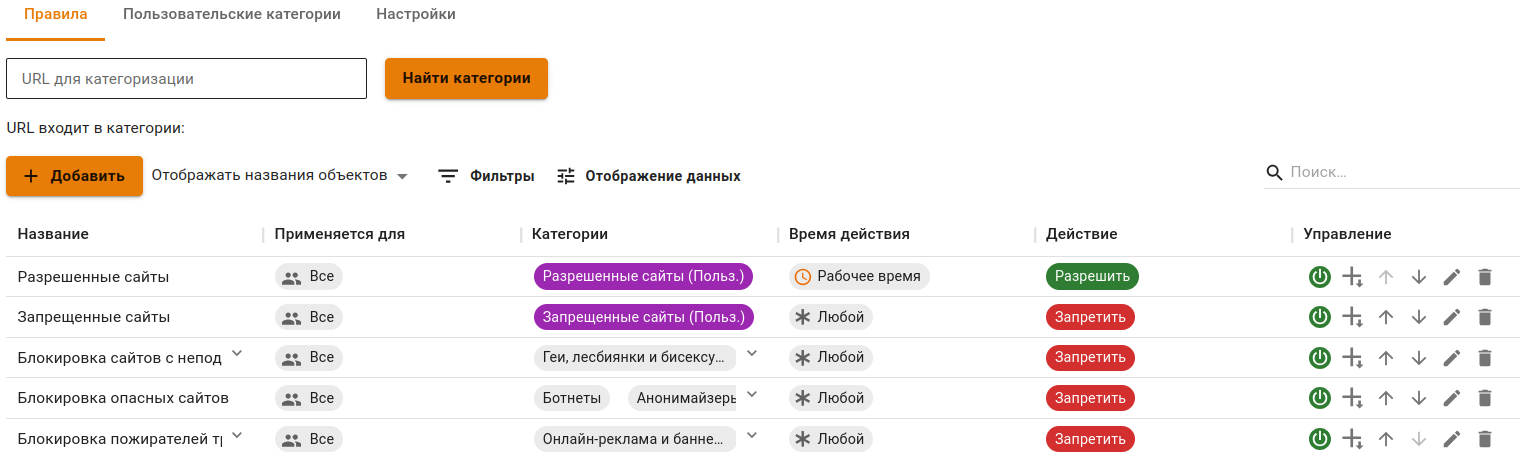 Правила Пользовательские категории Настройки
URL для категоризации Найти категории
URL входит в категории:
Добавить Отображать названия объектов Фильтры Отображение данных Поиск...
Название Применяется для Категории Время действия Действие Управление
Разрешенные сайты Все Разрешенные сайты (Польз.) Рабочее время Разрешить
Запрещенные сайты Все Запрещенные сайты (Польз.) Любой Запретить
Блокировка сайтов с непод Все Геи, лесбиянки и бисексу... Любой Запретить
Блокировка опасных сайтов Все Ботнеты Анонимайзеры Любой Запретить
Блокировка пожирателей тр Все Онлайн-реклама и банне... Любой Запретить